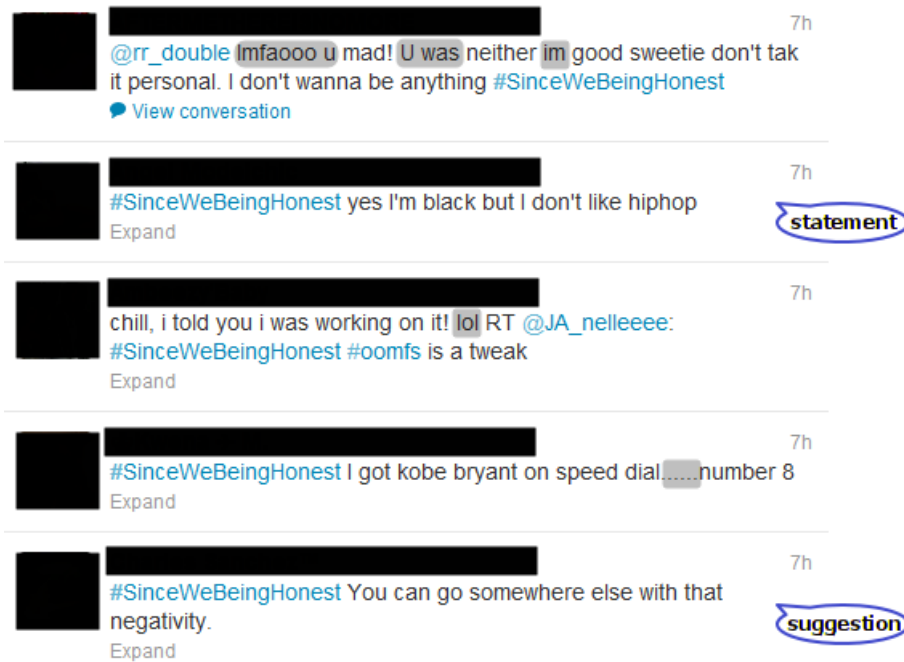 7h
@rr_double lmfaooo u mad! U was neither im good sweetie don't tak
it personal. I don't wanna be anything #SinceWeBeingHonest
View conversation
7h
#SinceWeBeingHonest yes I'm black but I don't like hiphop
statement
Expand
7h
chill, i told you i was working on it! lol RT @JA_nelleeee:
#SinceWeBeingHonest #oomfs is a tweak
Expand
7h
#SinceWeBeingHonest I got kobe bryant on speed dial......number 8
Expand
7h
#SinceWeBeingHonest You can go somewhere else with that
negativity.
suggestion
Expand